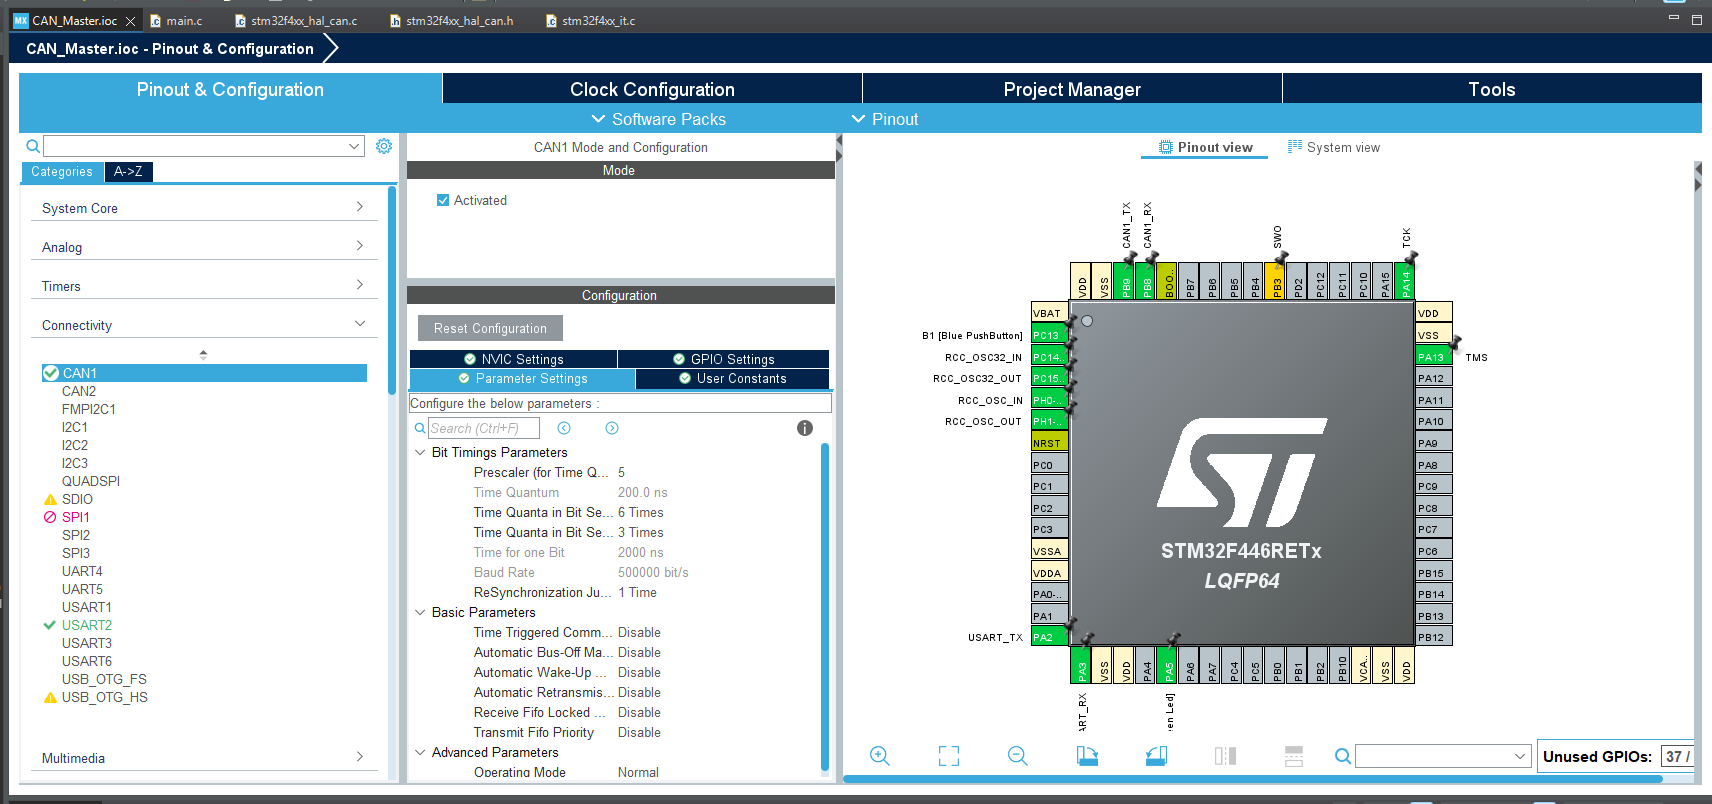 MX CAN_Master.ioc
main.c
stm32f4xx_hal_can.c
stm32f4xx_hal_can.h
stm32f4xx_it.c
CAN_Master.ioc - Pinout & Configuration
Pinout & Configuration
Clock Configuration
Project Manager
Tools
Software Packs
Pinout
Categories
A->Z
System Core
Analog
Timers
Connectivity
CAN1
CAN2
FMPI2C1
I2C1
I2C2
I2C3
QUADSPI
SDIO
SPI1
SPI2
SPI3
UART4
UART5
USART1
USART2
USART3
USART6
USB_OTG_FS
USB_OTG_HS
Multimedia
CAN1 Mode and Configuration
Mode
Activated
Configuration
Reset Configuration
NVIC Settings
GPIO Settings
Parameter Settings
User Constants
Configure the below parameters :
Search (Ctrl+F)
Bit Timings Parameters
Prescaler (for Time Q... 5
Time Quantum 200.0 ns
Time Quanta in Bit Se... 6 Times
Time Quanta in Bit Se... 3 Times
Time for one Bit 2000 ns
Baud Rate 500000 bit/s
ReSynchronization Ju... 1 Time
Basic Parameters
Time Triggered Comm... Disable
Automatic Bus-Off Ma... Disable
Automatic Wake-Up ... Disable
Automatic Retransmis... Disable
Receive Fifo Locked ... Disable
Transmit Fifo Priority Disable
Advanced Parameters
Operating Mode Normal
Pinout view
System view
CAN1_TX
CAN1_RX
SWO
TCK
VDD
VSS
PB9
PB8
BOO..
PB7
PB6
PB5
PB4
PB3
PD2
PC12
PC11
PC10
PA15
PA14
VBAT
B1 [Blue PushButton] PC13
RCC_OSC32_IN PC14..
RCC_OSC32_OUT PC15..
RCC_OSC_IN PH0-..
RCC_OSC_OUT PH1-..
NRST
PC0
PC1
PC2
PC3
VSSA
VDDA
PA0-..
PA1
USART_TX PA2
STM32F446RETx
LQFP64
VDD
VSS
PA13 TMS
PA12
PA11
PA10
PA9
PA8
PC9
PC8
PC7
PC6
PB15
PB14
PB13
PB12
PA3
VSS
VDD
PA4
PA5
PA6
PA7
PC4
PC5
PB0
PB1
PB2
PB10
VCA..
VSS
VDD
ART_RX
en Led]
Unused GPIOs: 37 /